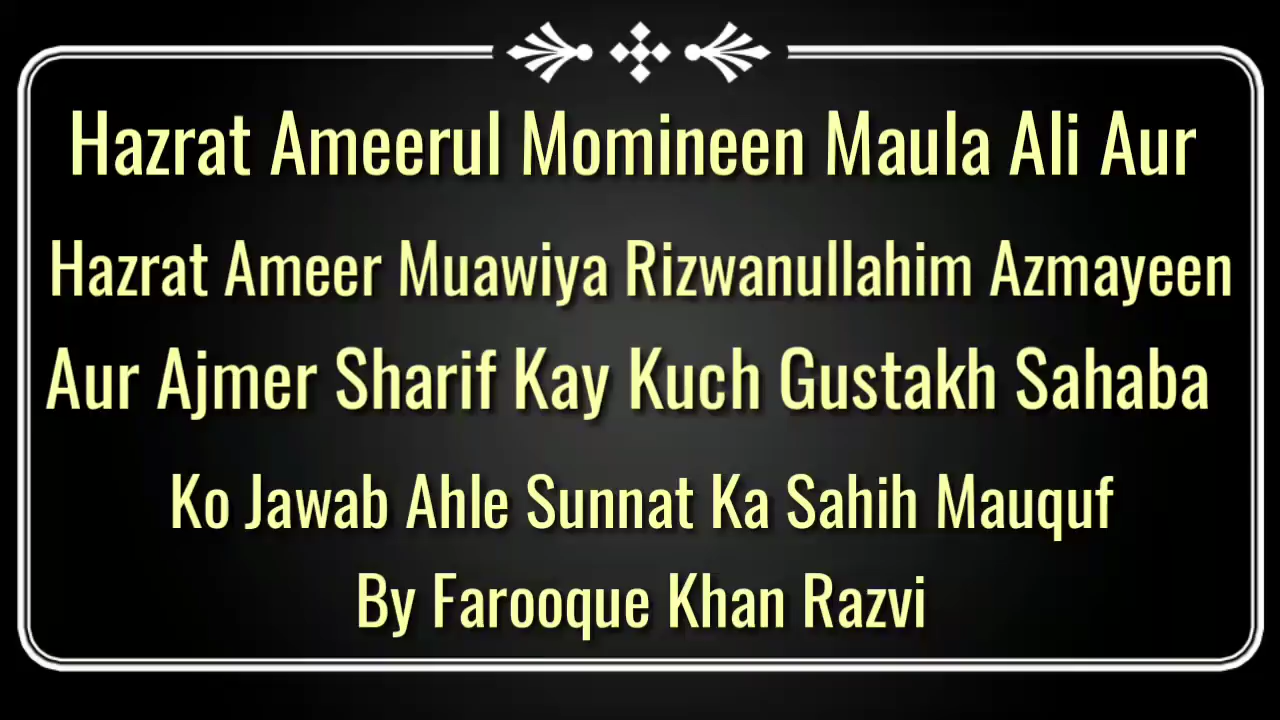 Hazrat Ameerul Momineen Maula Ali Aur
Hazrat Ameer Muawiya Rizwanullahim Azmayeen
Aur Ajmer Sharif Kay Kuch Gustakh Sahaba
Ko Jawab Ahle Sunnat Ka Sahih Mauquf
By Farooque Khan Razvi